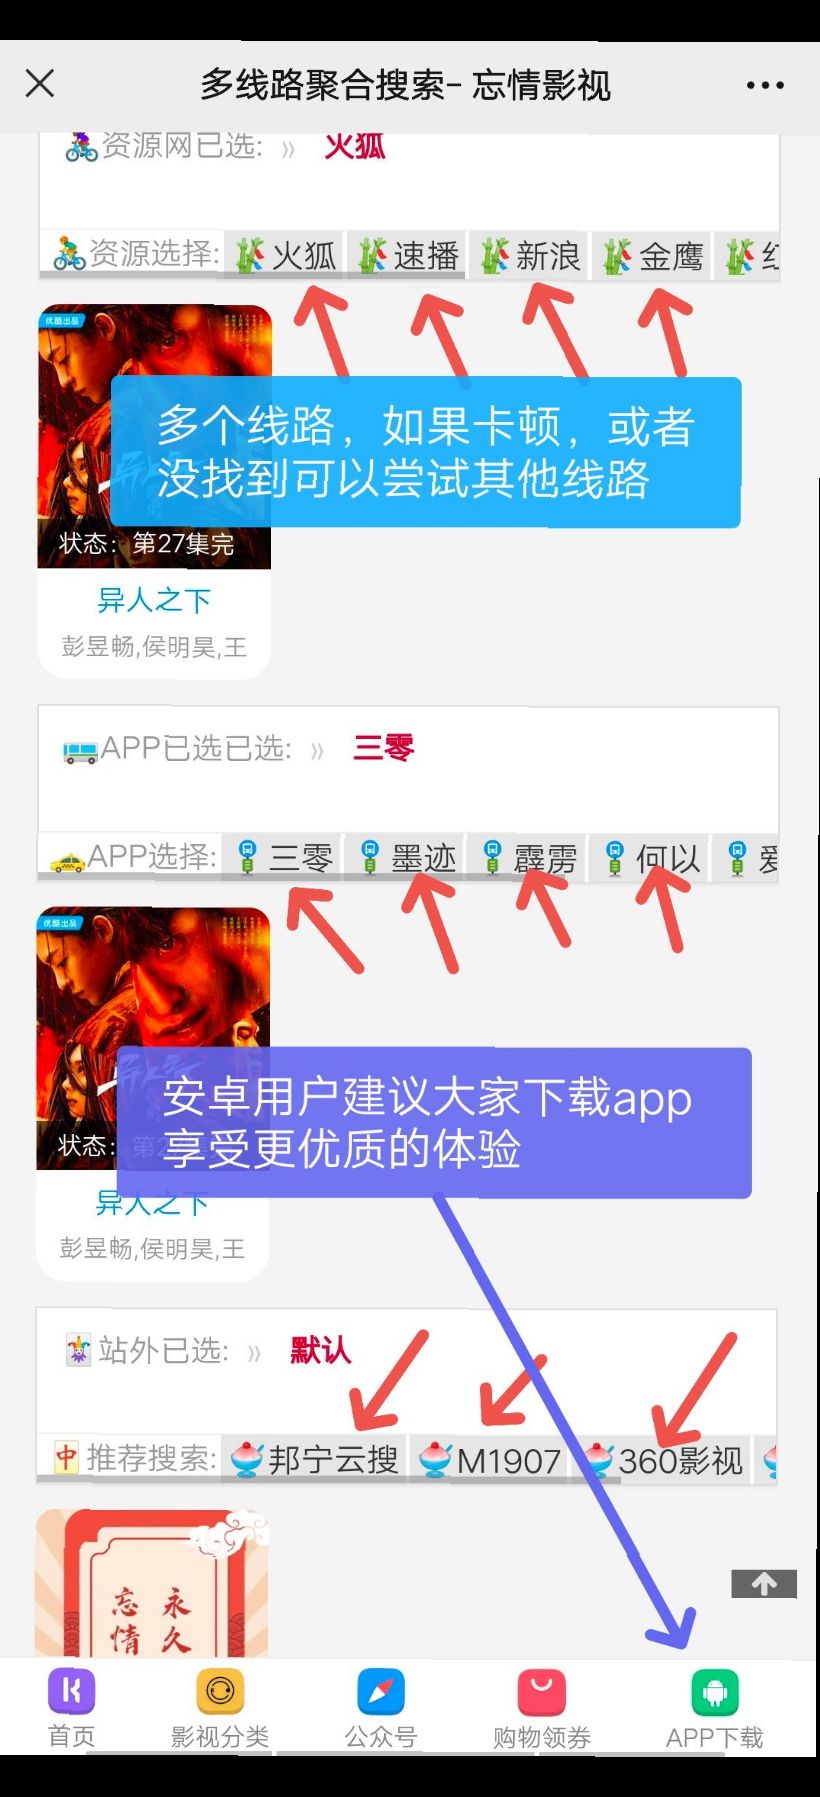 多线路聚合搜索- 忘情影视
资源网已选: » 火狐
资源选择: 火狐 速播 新浪 金鹰
优酷出品
多个线路，如果卡顿，或者
没找到可以尝试其他线路
状态：第27集完
异人之下
彭昱畅,侯明昊,王
APP已选已选: » 三零
APP选择: 三零 墨迹 霹雳 何以 爱
优酷出品
安卓用户建议大家下载app
享受更优质的体验
状态：第2
异人之下
彭昱畅,侯明昊,王
站外已选: » 默认
中 推荐搜索: 邦宁云搜 M1907 360影视
忘 永
情 久
首页 影视分类 公众号 购物领券 APP下载